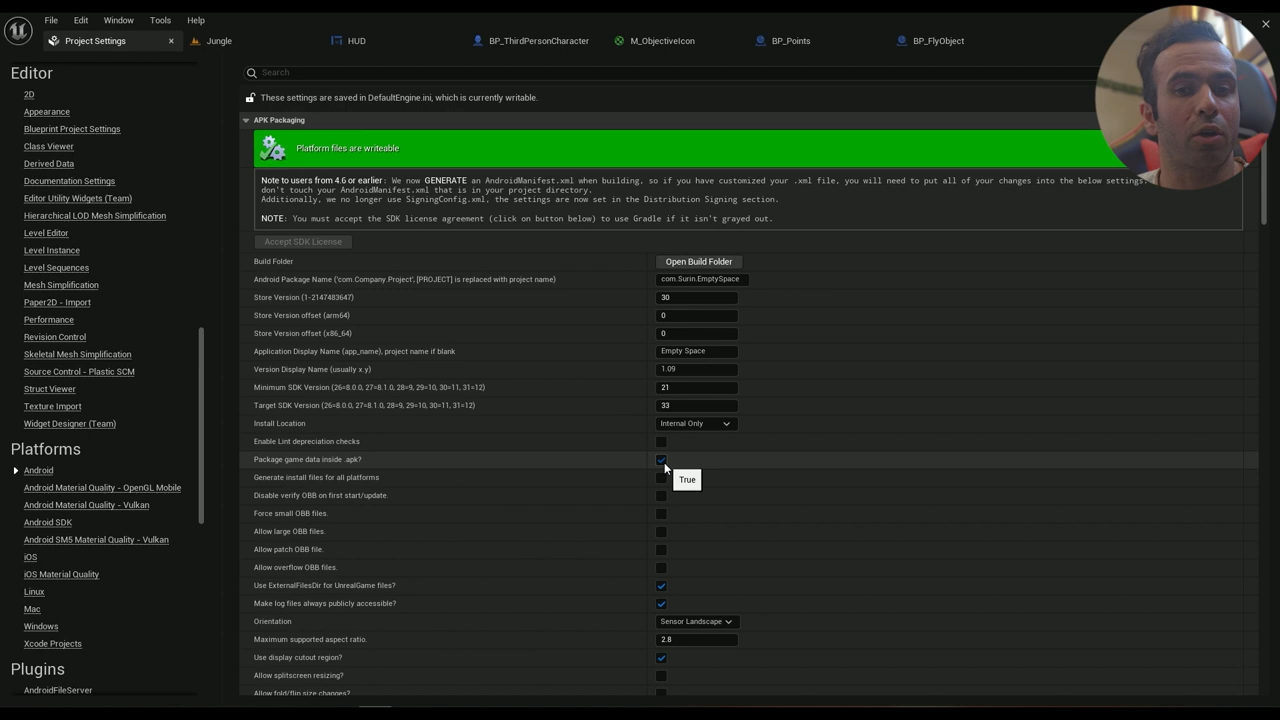 File Edit Window Tools Help
Project Settings Jungle HUD BP_ThirdPersonCharacter M_ObjectiveIcon BP_Points BP_FlyObject
Editor
2D
Appearance
Blueprint Project Settings
Class Viewer
Derived Data
Documentation Settings
Editor Utility Widgets (Team)
Hierarchical LOD Mesh Simplification
Level Editor
Level Instance
Level Sequences
Mesh Simplification
Paper2D - Import
Performance
Revision Control
Skeletal Mesh Simplification
Source Control - Plastic SCM
Struct Viewer
Texture Import
Widget Designer (Team)
Platforms
Android
Android Material Quality - OpenGL Mobile
Android Material Quality - Vulkan
Android SDK
Android SM5 Material Quality - Vulkan
iOS
iOS Material Quality
Linux
Mac
Windows
Xcode Projects
Plugins
AndroidFileServer
Search
These settings are saved in DefaultEngine.ini, which is currently writable.
APK Packaging
Platform files are writeable
Note to users from 4.6 or earlier: We now GENERATE an AndroidManifest.xml when building, so if you have customized your .xml file, you will need to put all of your changes into the below settings.
don't touch your AndroidManifest.xml that is in your project directory.
Additionally, we no longer use SigningConfig.xml, the settings are now set in the Distribution Signing section.
NOTE: You must accept the SDK license agreement (click on button below) to use Gradle if it isn't grayed out.
Accept SDK License
Build Folder Open Build Folder
Android Package Name ('com.Company.Project', [PROJECT] is replaced with project name) com.Surin.EmptySpace
Store Version (1-2147483647) 30
Store Version offset (arm64) 0
Store Version offset (x86_64) 0
Application Display Name (app_name), project name if blank Empty Space
Version Display Name (usually x.y) 1.09
Minimum SDK Version (26=8.0.0, 27=8.1.0, 28=9, 29=10, 30=11, 31=12) 21
Target SDK Version (26=8.0.0, 27=8.1.0, 28=9, 29=10, 30=11, 31=12) 33
Install Location Internal Only
Enable Lint depreciation checks
Package game data inside .apk?
Generate install files for all platforms True
Disable verify OBB on first start/update.
Force small OBB files.
Allow large OBB files.
Allow patch OBB file.
Allow overflow OBB files.
Use ExternalFilesDir for UnrealGame files?
Make log files always publicly accessible?
Orientation Sensor Landscape
Maximum supported aspect ratio. 2.8
Use display cutout region?
Allow splitscreen resizing?
Allow fold/flip size changes?